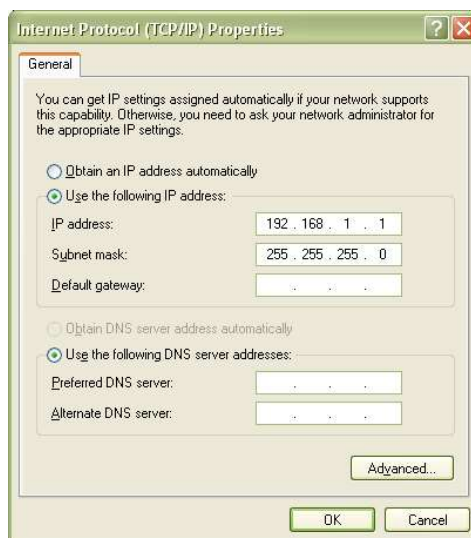 Internet Protocol (TCP/IP) Properties
General
You can get IP settings assigned automatically if your network supports
this capability. Otherwise, you need to ask your network administrator for
the appropriate IP settings.
Obtain an IP address automatically
Use the following IP address:
IP address: 192 . 168 . 1 . 1
Subnet mask: 255 . 255 . 255 . 0
Default gateway: . . .
Obtain DNS server address automatically
Use the following DNS server addresses:
Preferred DNS server: . . .
Alternate DNS server: . . .
Advanced...
OK Cancel